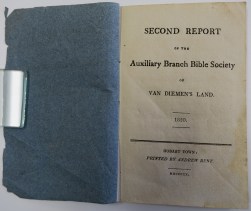 SECOND REPORT
OF THE
Auxiliary Branch Bible Society
OF
VAN DIEMEN'S LAND.
HOBART TOWN:
PRINTED BY ANDREW BENT.